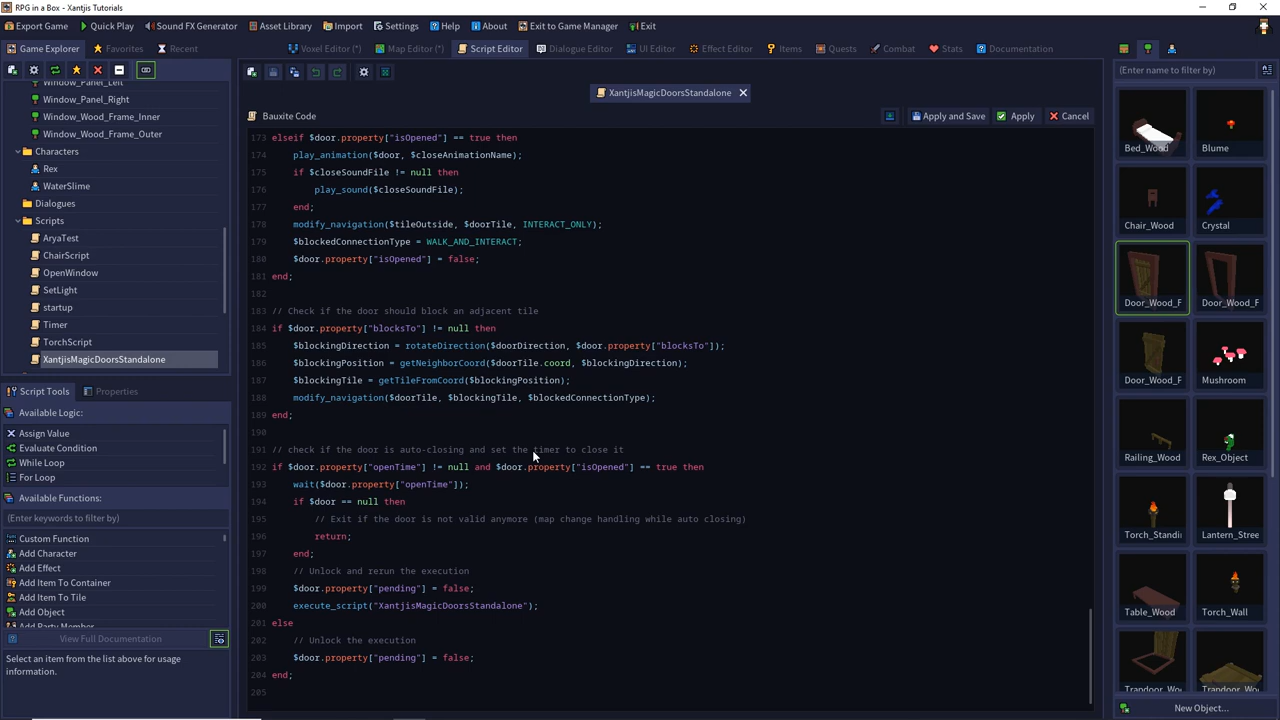 RPG in a Box - Xantjis Tutorials
Export Game
Quick Play
Sound FX Generator
Asset Library
Import
Settings
Help
About
Exit to Game Manager
Exit
Game Explorer
Favorites
Recent
Voxel Editor (*)
Map Editor (*)
Script Editor
Dialogue Editor
UI Editor
Effect Editor
Items
Quests
Combat
Stats
Documentation
Window_Panel_Left
Window_Panel_Right
Window_Wood_Frame_Inner
Window_Wood_Frame_Outer
Characters
Rex
WaterSlime
Dialogues
Scripts
AryaTest
ChairScript
OpenWindow
SetLight
startup
Timer
TorchScript
XantjisMagicDoorsStandalone
Script Tools
Properties
Available Logic:
Assign Value
Evaluate Condition
While Loop
For Loop
Available Functions:
(Enter keywords to filter by)
Custom Function
Add Character
Add Effect
Add Item To Container
Add Item To Tile
Add Object
Add Party Member
View Full Documentation
Select an item from the list above for usage
information.
XantjisMagicDoorsStandalone
Bauxite Code
Apply and Save
Apply
Cancel
173 elseif $door.property["isOpened"] == true then
174 play_animation($door, $closeAnimationName);
175 if $closeSoundFile != null then
176 play_sound($closeSoundFile);
177 end;
178 modify_navigation($tileOutside, $doorTile, INTERACT_ONLY);
179 $blockedConnectionType = WALK_AND_INTERACT;
180 $door.property["isOpened"] = false;
181 end;
182
183 // Check if the door should block an adjacent tile
184 if $door.property["blocksTo"] != null then
185 $blockingDirection = rotateDirection($doorDirection, $door.property["blocksTo"]);
186 $blockingPosition = getNeighborCoord($doorTile.coord, $blockingDirection);
187 $blockingTile = getTileFromCoord($blockingPosition);
188 modify_navigation($doorTile, $blockingTile, $blockedConnectionType);
189 end;
190
191 // check if the door is auto-closing and set the timer to close it
192 if $door.property["openTime"] != null and $door.property["isOpened"] == true then
193 wait($door.property["openTime"]);
194 if $door == null then
195 // Exit if the door is not valid anymore (map change handling while auto closing)
196 return;
197 end;
198 // Unlock and rerun the execution
199 $door.property["pending"] = false;
200 execute_script("XantjisMagicDoorsStandalone");
201 else
202 // Unlock the execution
203 $door.property["pending"] = false;
204 end;
205
(Enter name to filter by)
Bed_Wood
Blume
Chair_Wood
Crystal
Door_Wood_F
Door_Wood_F
Door_Wood_F
Mushroom
Railing_Wood
Rex_Object
Torch_Standi
Lantern_Stree
Table_Wood
Torch_Wall
Trapdoor_Wo
Trapdoor_Wo
New Object...